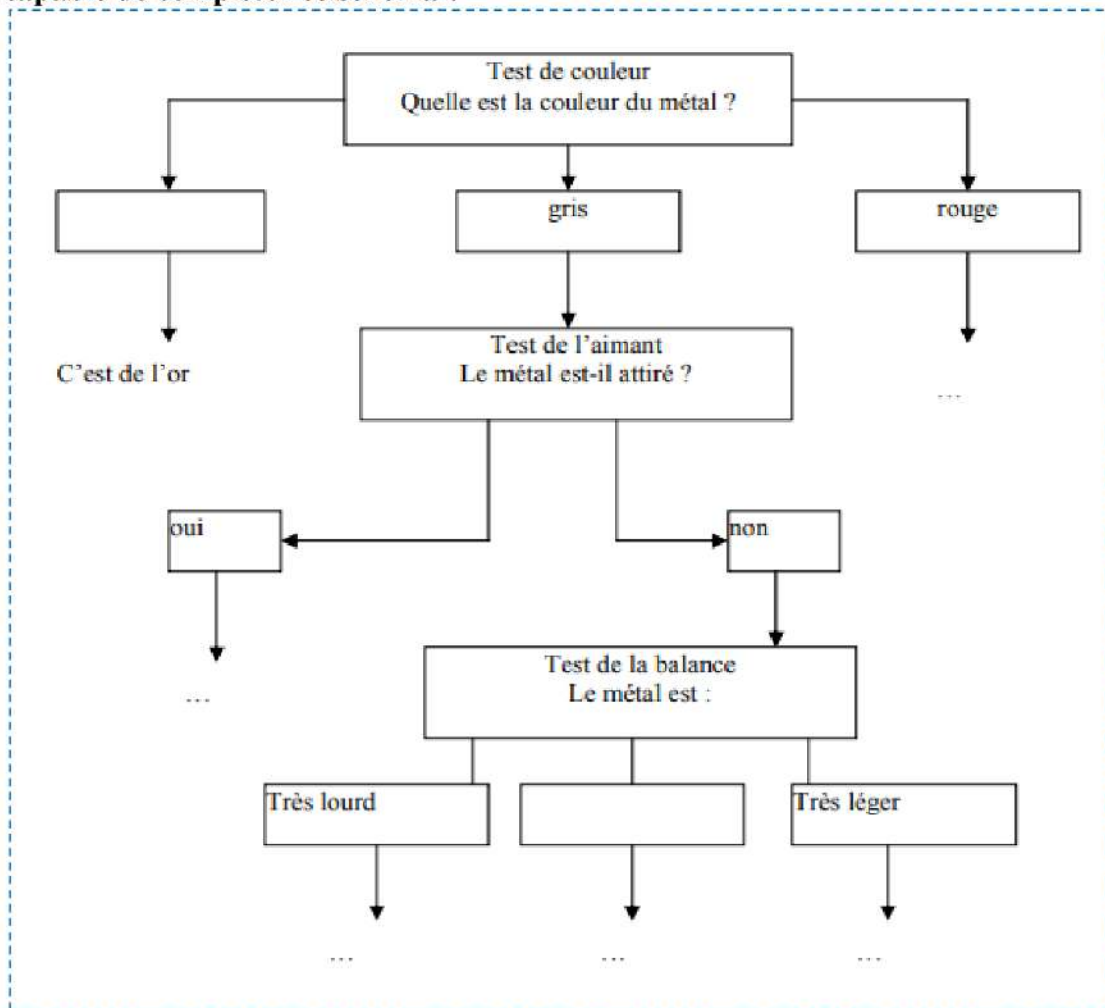 Test de couleur
Quelle est la couleur du métal ?
gris
rouge
Test de l'aimant
Le métal est-il attiré ?
C'est de l'or
...
oui
non
...
Test de la balance
Le métal est :
Très lourd
Très léger
...
...
...